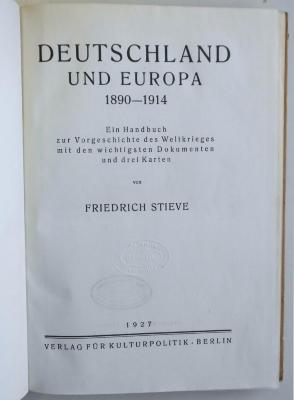 DEUTSCHLAND
UND EUROPA
1890—1914
Ein Handbuch
zur Vorgeschichte des Weltkrieges
mit den wichtigsten Dokumenten
und drei Karten
von
FRIEDRICH STIEVE
1927
VERLAG FÜR KULTURPOLITIK · BERLIN